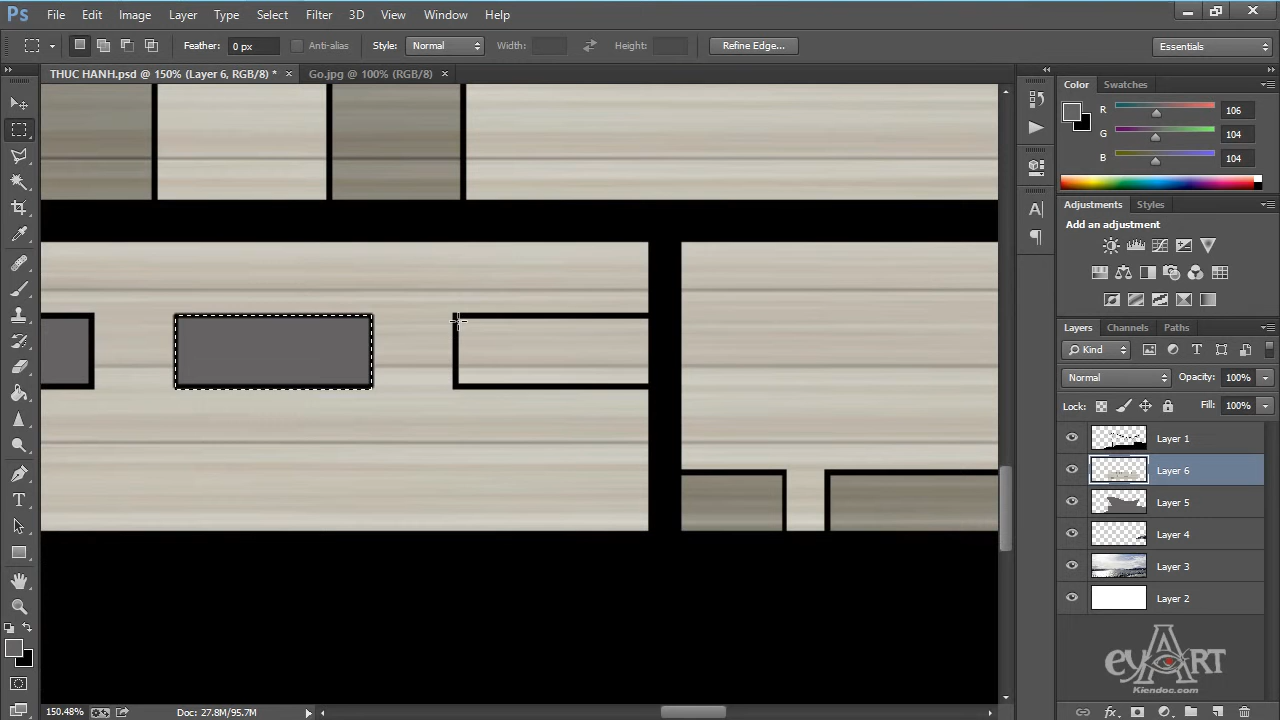 Ps File Edit Image Layer Type Select Filter 3D View Window Help
Feather: 0 px Anti-alias Style: Normal Width: Height: Refine Edge... Essentials
THUC HANH.psd @ 150% (Layer 6, RGB/8) * × Go.jpg @ 100% (RGB/8) ×
Color Swatches
R 106
G 104
B 104
Adjustments Styles
Add an adjustment
Layers Channels Paths
Kind
Normal Opacity: 100%
Lock: Fill: 100%
Layer 1
Layer 6
Layer 5
Layer 4
Layer 3
Layer 2
eyART
Kiendoc.com
150.48% Doc: 27.8M/95.7M